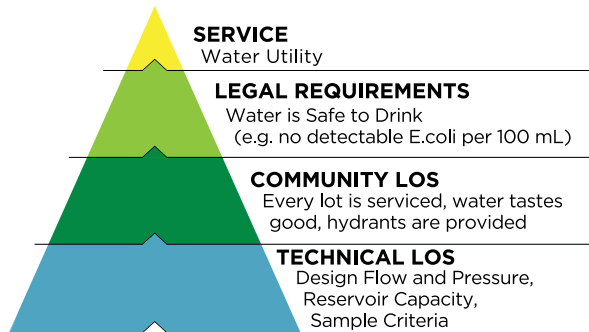 SERVICE
Water Utility
LEGAL REQUIREMENTS
Water is Safe to Drink
(e.g. no detectable E.coli per 100 mL)
COMMUNITY LOS
Every lot is serviced, water tastes
good, hydrants are provided
TECHNICAL LOS
Design Flow and Pressure,
Reservoir Capacity,
Sample Criteria